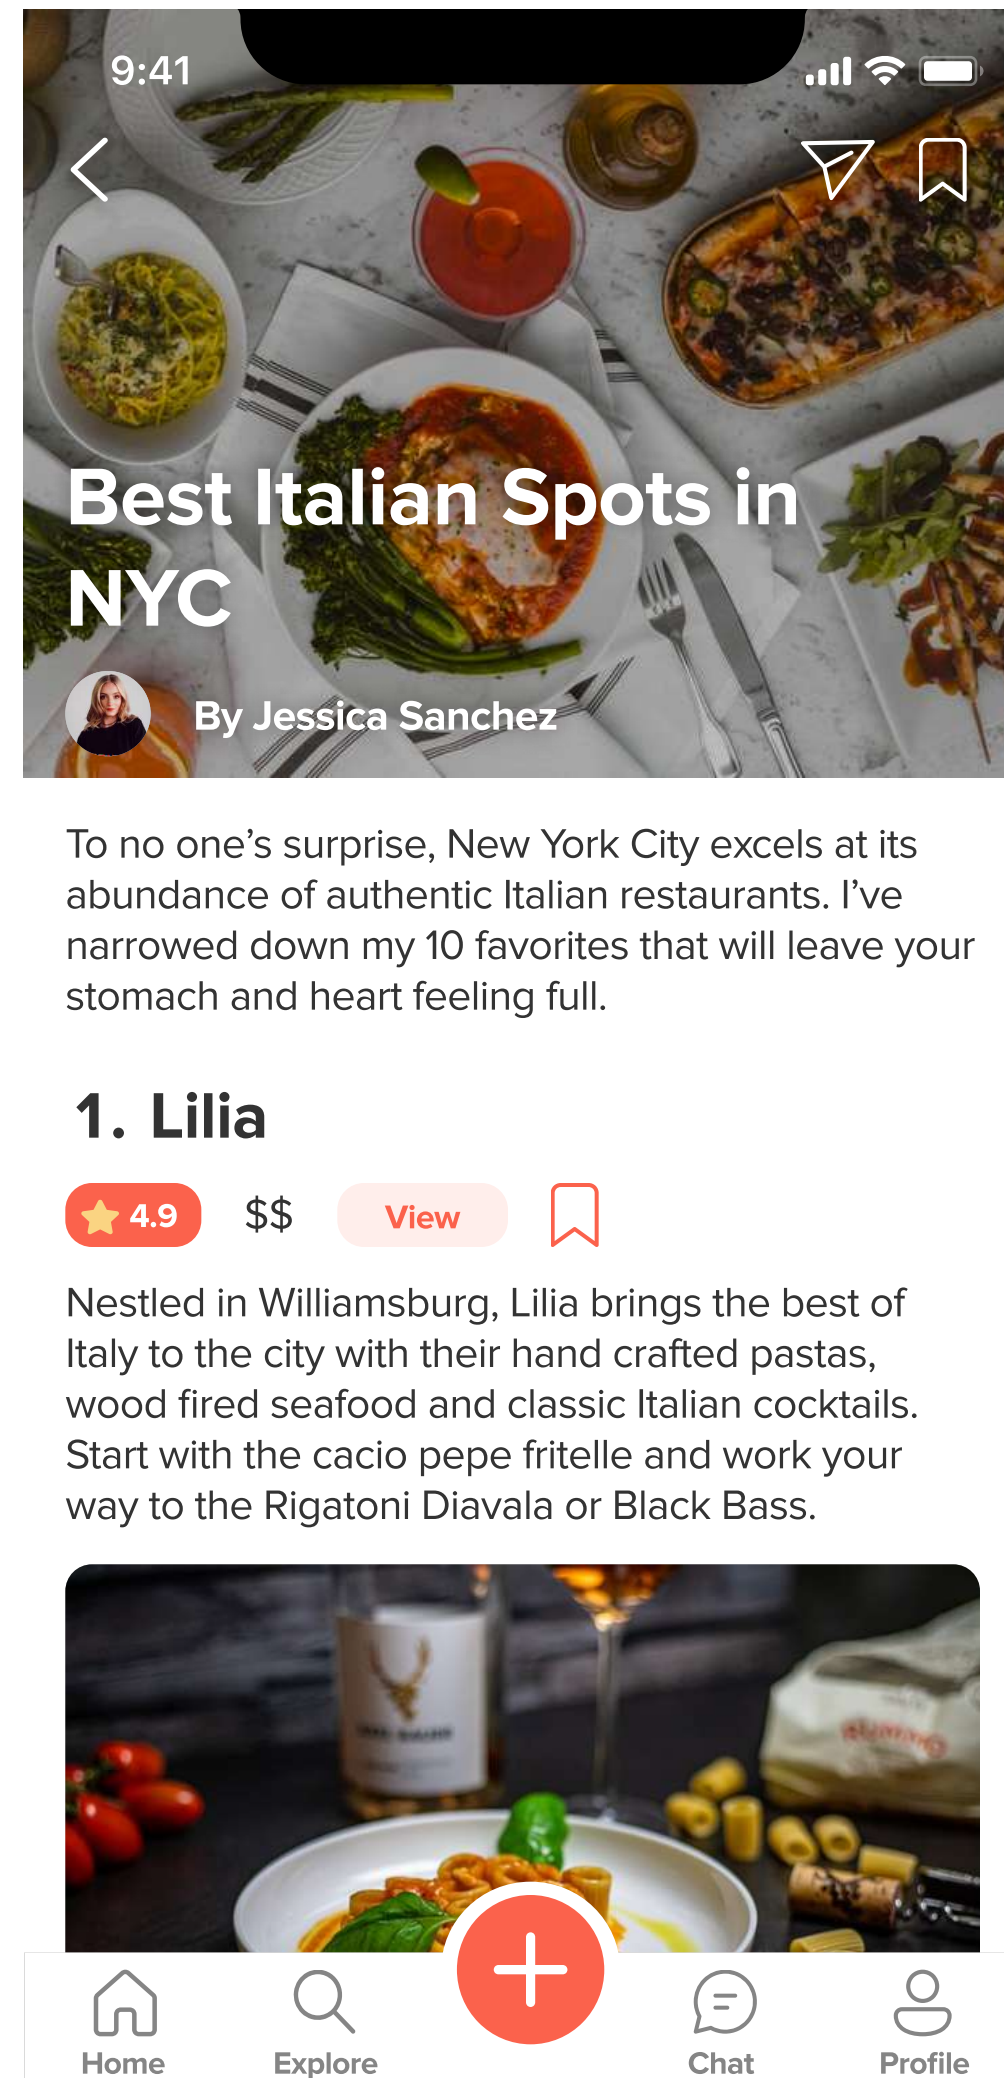 9:41
Best Italian Spots in
NYC
By Jessica Sanchez
To no one’s surprise, New York City excels at its
abundance of authentic Italian restaurants. I’ve
narrowed down my 10 favorites that will leave your
stomach and heart feeling full.
1. Lilia
4.9 $$ View
Nestled in Williamsburg, Lilia brings the best of
Italy to the city with their hand crafted pastas,
wood fired seafood and classic Italian cocktails.
Start with the cacio pepe fritelle and work your
way to the Rigatoni Diavala or Black Bass.
Home Explore Chat Profile